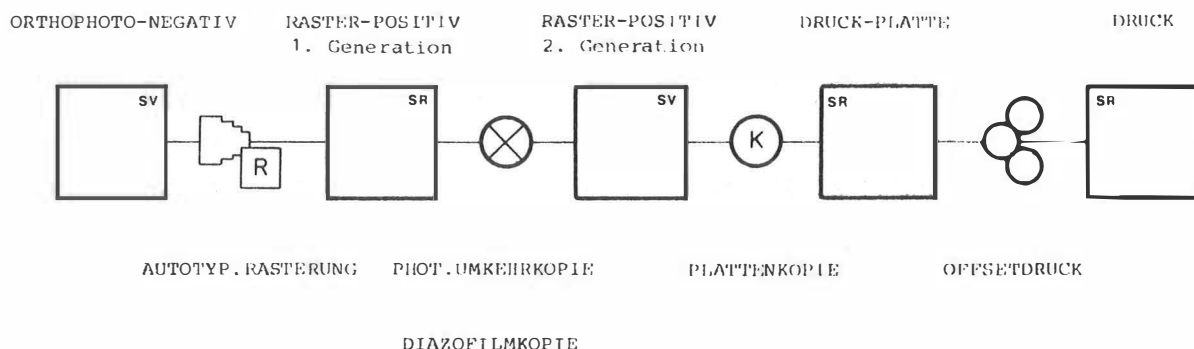 ORTHOPHOTO-NEGATIV RASTER-POSITIV RASTER-POSITIV DRUCK-PLATTE DRUCK
1. Generation 2. Generation
SV SR SV SR SR
R K
AUTOTYP.RASTERUNG PHOT.UMKEHRKOPIE PLATTENKOPIE OFFSETDRUCK
DIAZOFILMKOPIE